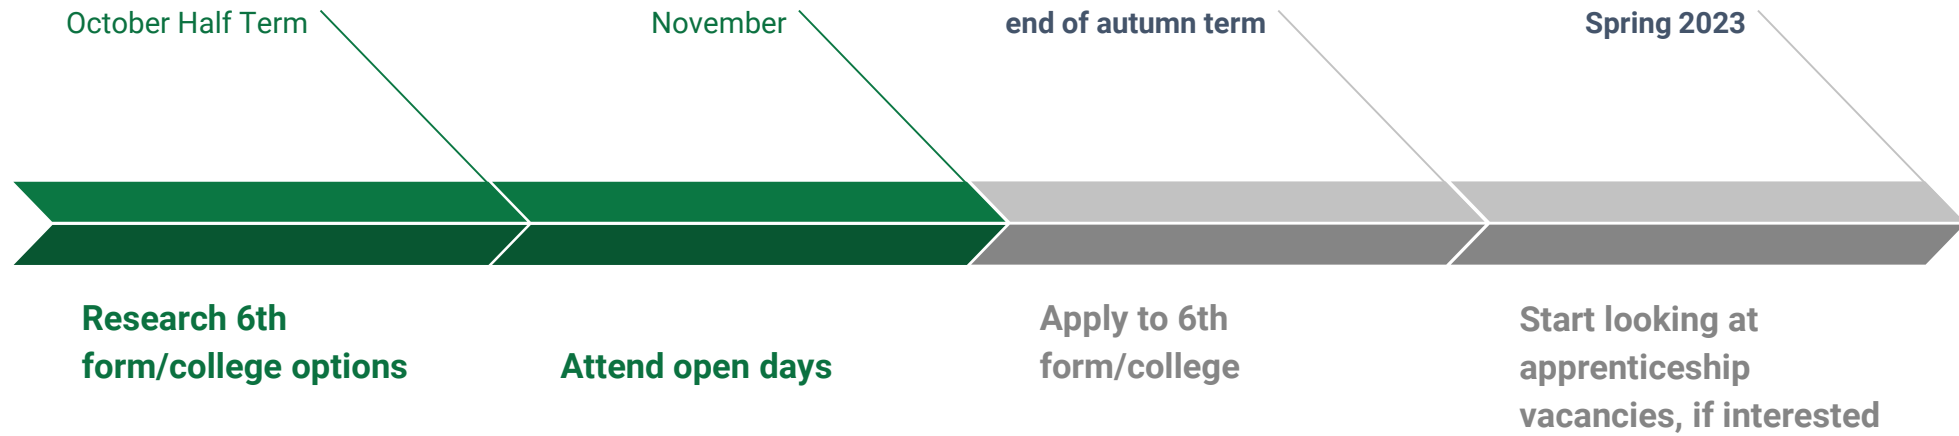 October Half Term
November
end of autumn term
Spring 2023
Research 6th
form/college options
Attend open days
Apply to 6th
form/college
Start looking at
apprenticeship
vacancies, if interested